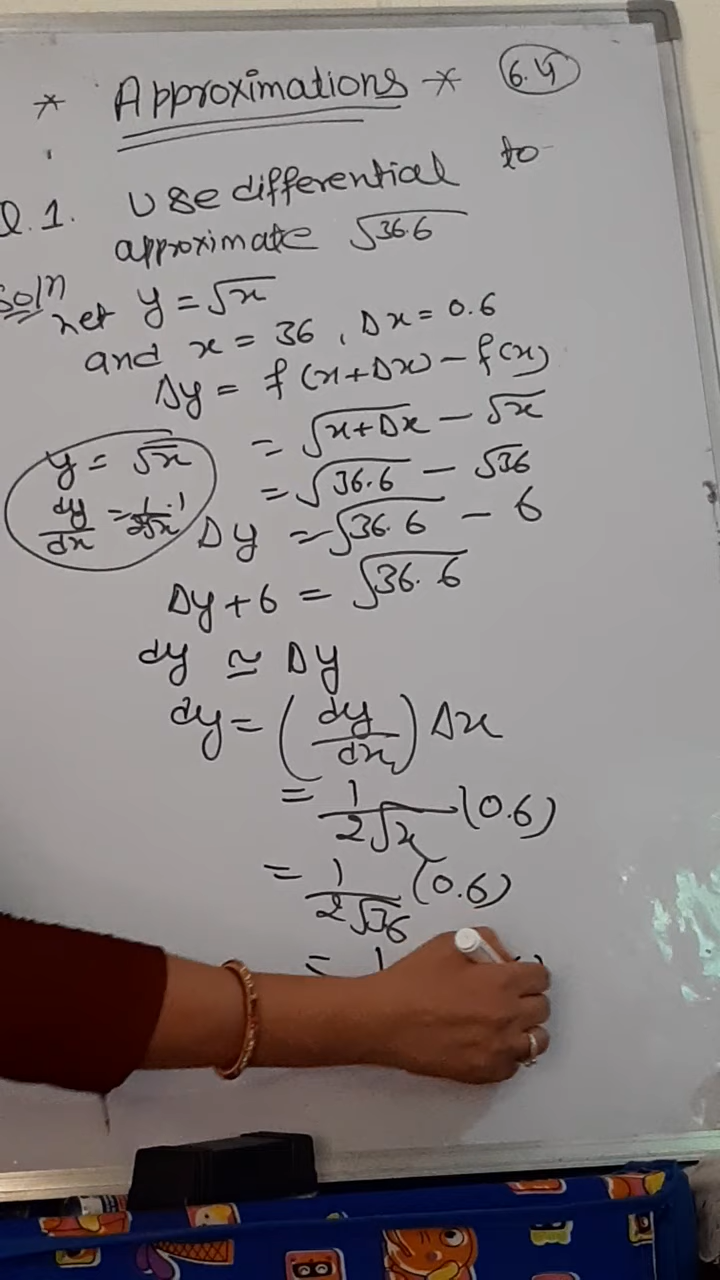 * Approximations * 6.4
Q.1. Use differential to
approximate √36.6
Soln Let y = √x
and x = 36, Δx = 0.6
Δy = f(x+Δx) - f(x)
= √x+Δx - √x
y = √x
dy/dx = 1/2√x
= √36.6 - √36
Δy = √36.6 - 6
Δy + 6 = √36.6
dy ≃ Δy
dy = (dy/dx) Δx
= 1/2√x (0.6)
= 1/2√36 (0.6)
= 1